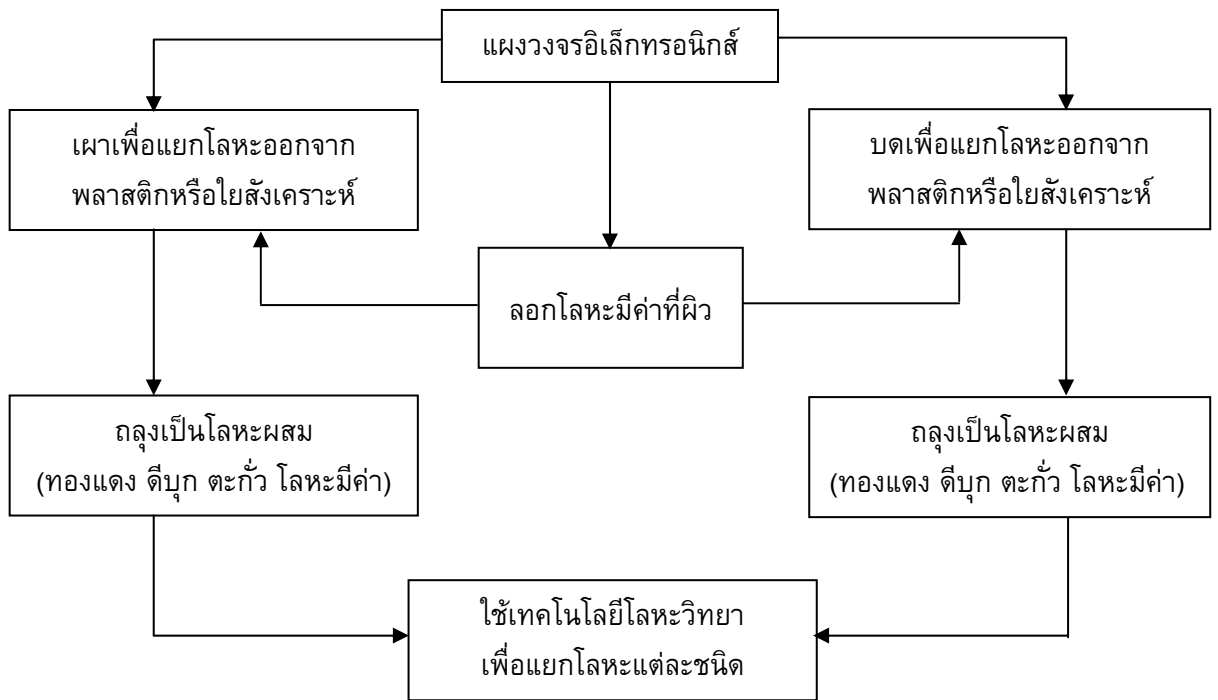 แผงวงจรอิเล็กทรอนิกส์
เผาเพื่อแยกโลหะออกจาก
พลาสติกหรือใยสังเคราะห์
บดเพื่อแยกโลหะออกจาก
พลาสติกหรือใยสังเคราะห์
ลอกโลหะมีค่าที่ผิว
ถลุงเป็นโลหะผสม
(ทองแดง ดีบุก ตะกั่ว โลหะมีค่า)
ถลุงเป็นโลหะผสม
(ทองแดง ดีบุก ตะกั่ว โลหะมีค่า)
ใช้เทคโนโลยีโลหะวิทยา
เพื่อแยกโลหะแต่ละชนิด